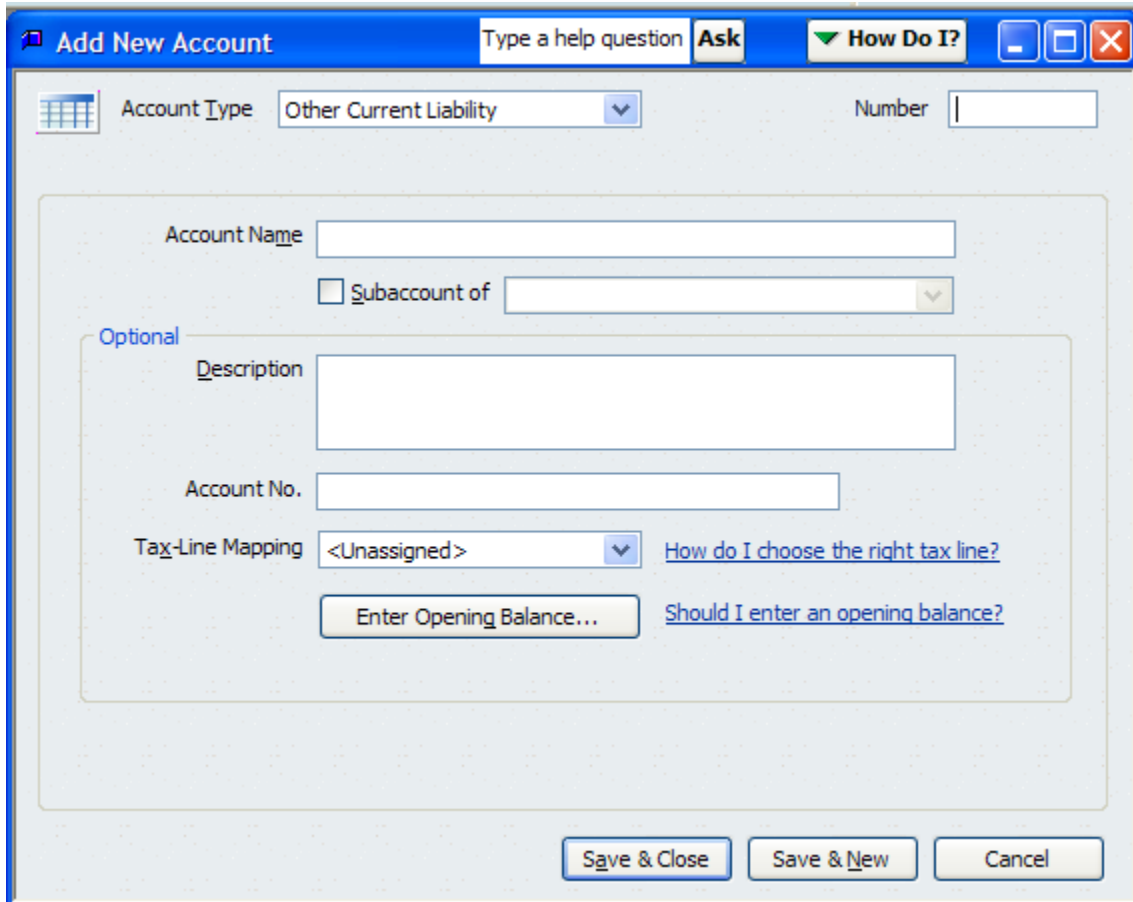 Add New Account Type a help question Ask How Do I?
Account Type Other Current Liability Number
Account Name
Subaccount of
Optional
Description
Account No.
Tax-Line Mapping <Unassigned> How do I choose the right tax line?
Enter Opening Balance... Should I enter an opening balance?
Save & Close Save & New Cancel